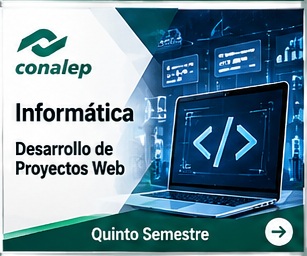 conalep
Informática
Desarrollo de
Proyectos Web
</>
Quinto Semestre